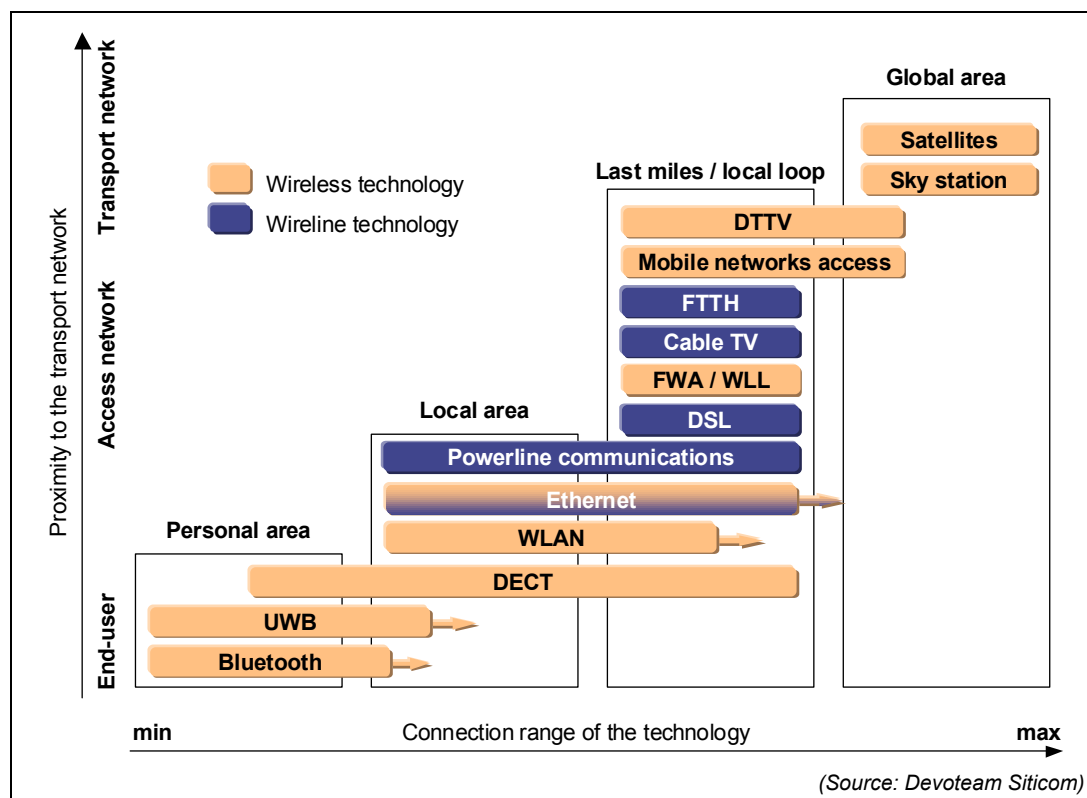 Global area
Satellites
Sky station
Last miles / local loop
Wireless technology
Wireline technology
DTTV
Mobile networks access
FTTH
Cable TV
FWA / WLL
DSL
Local area
Powerline communications
Ethernet
WLAN
Personal area
DECT
UWB
Bluetooth
Proximity to the transport network
Transport network
Access network
End-user
min
Connection range of the technology
max
(Source: Devoteam Siticom)